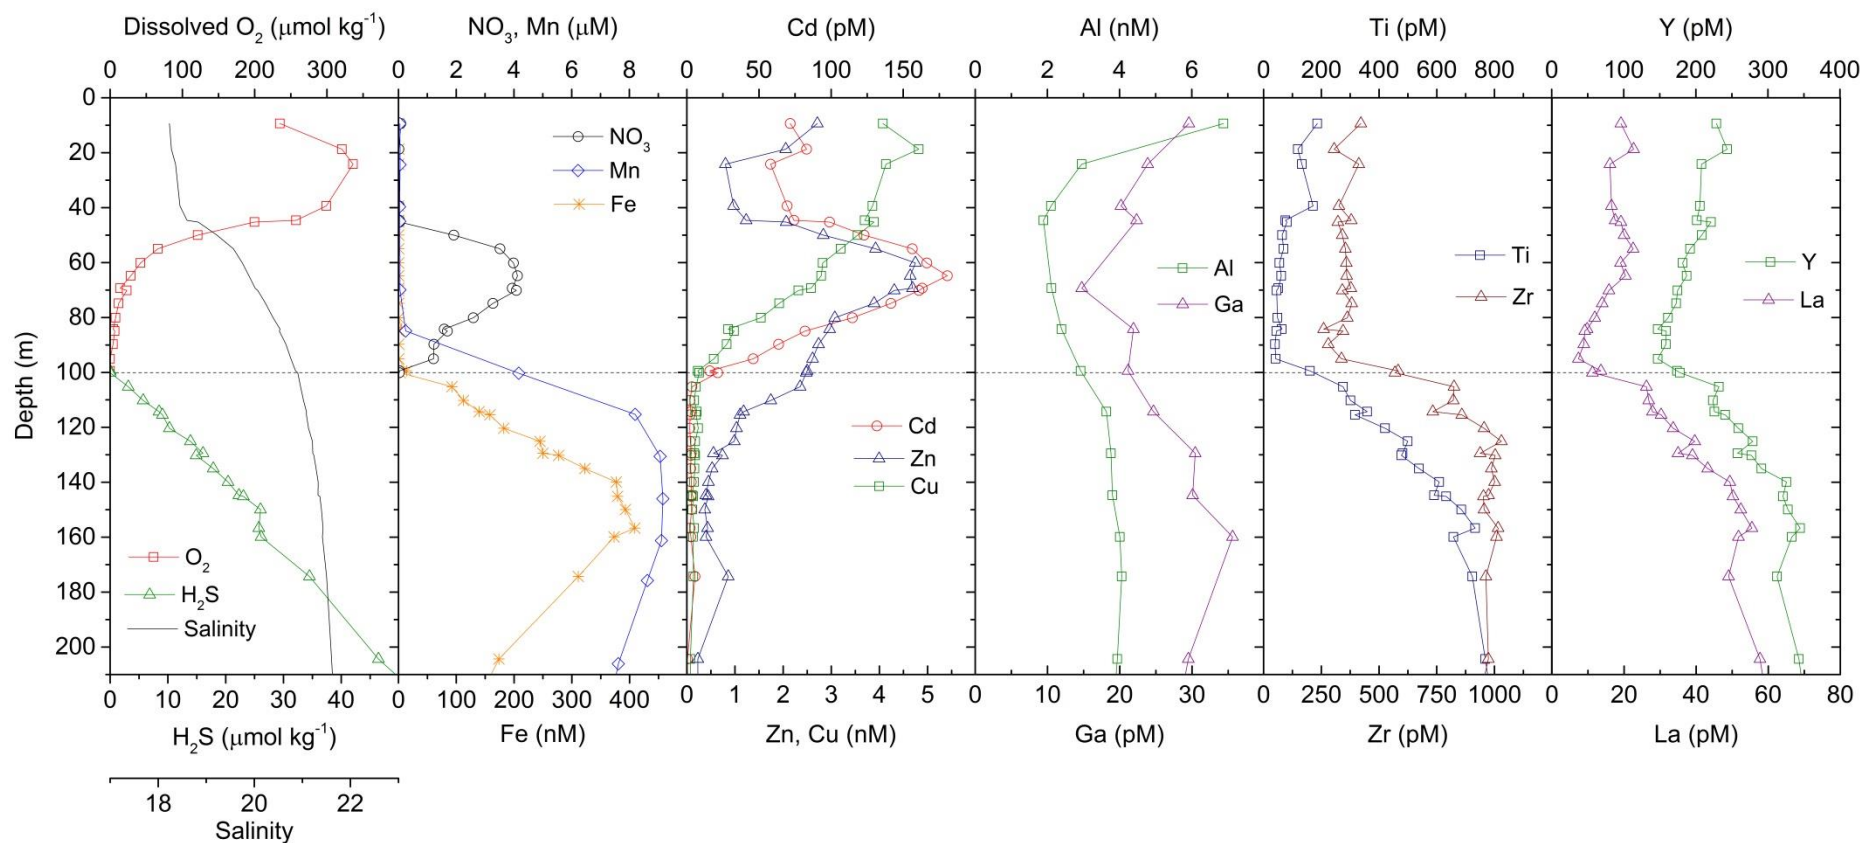 Dissolved O2 (μmol kg-1)
NO3, Mn (μM)
Cd (pM)
Al (nM)
Ti (pM)
Y (pM)
0 100 200 300
0 2 4 6 8
0 50 100 150
2 4 6
0 200 400 600 800
0 100 200 300 400
0
20
40
60
80
100
120
140
160
180
200
Depth (m)
O2
H2S
Salinity
NO3
Mn
Fe
Cd
Zn
Cu
Al
Ga
Ti
Zr
Y
La
0 10 20 30 40
0 100 200 300 400
0 1 2 3 4 5
10 20 30
0 250 500 750 1000
0 20 40 60 80
H2S (μmol kg-1)
Fe (nM)
Zn, Cu (nM)
Ga (pM)
Zr (pM)
La (pM)
18 20 22
Salinity